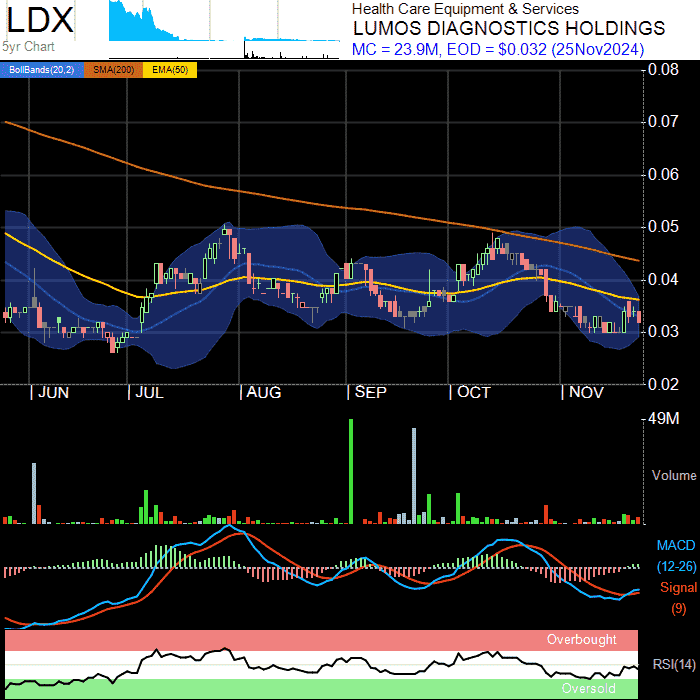 LDX
5yr Chart
Health Care Equipment & Services
LUMOS DIAGNOSTICS HOLDINGS
MC = 23.9M, EOD = $0.032 (25Nov2024)
BollBands(20,2) SMA(200) EMA(50)
0.08
0.07
0.06
0.05
0.04
0.03
0.02
JUN JUL AUG SEP OCT NOV
49M
Volume
MACD
(12-26)
Signal
(9)
Overbought
RSI(14)
Oversold